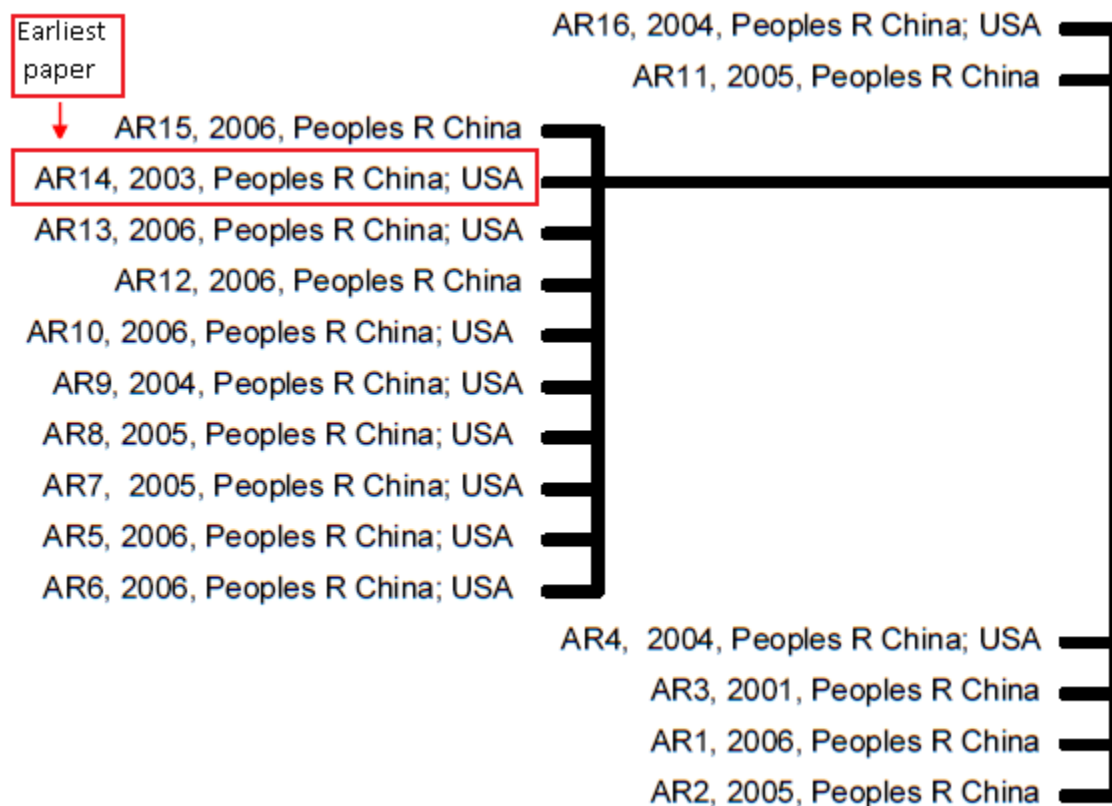 Earliest
paper
AR16, 2004, Peoples R China; USA
AR11, 2005, Peoples R China
AR15, 2006, Peoples R China
AR14, 2003, Peoples R China; USA
AR13, 2006, Peoples R China; USA
AR12, 2006, Peoples R China
AR10, 2006, Peoples R China; USA
AR9, 2004, Peoples R China; USA
AR8, 2005, Peoples R China; USA
AR7, 2005, Peoples R China; USA
AR5, 2006, Peoples R China; USA
AR6, 2006, Peoples R China; USA
AR4, 2004, Peoples R China; USA
AR3, 2001, Peoples R China
AR1, 2006, Peoples R China
AR2, 2005, Peoples R China